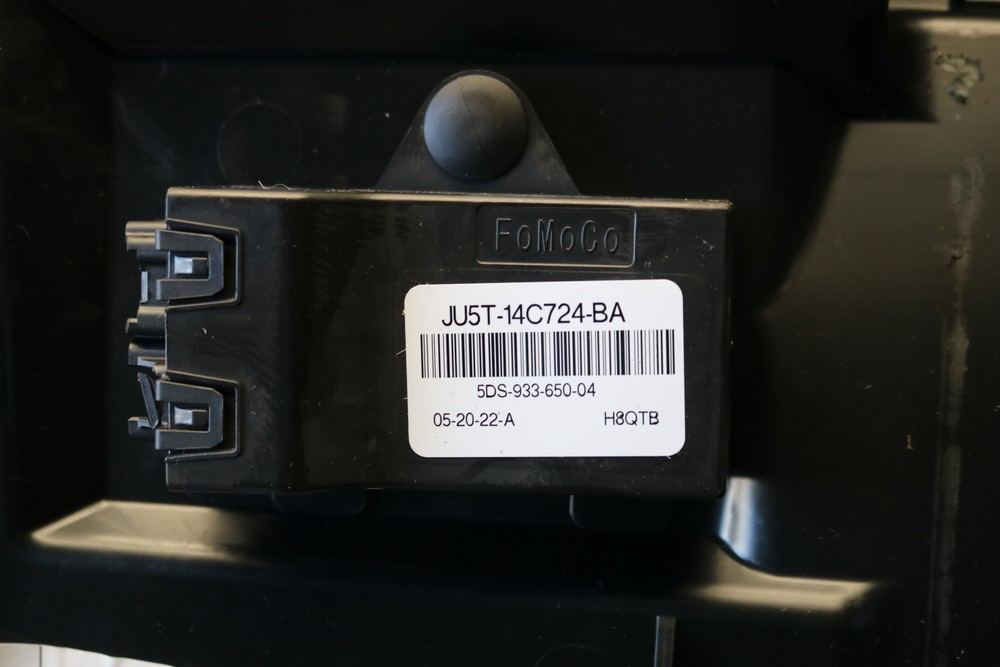 FoMoCo
JU5T-14C724-BA
5DS-933-650-04
05-20-22-A H8QTB